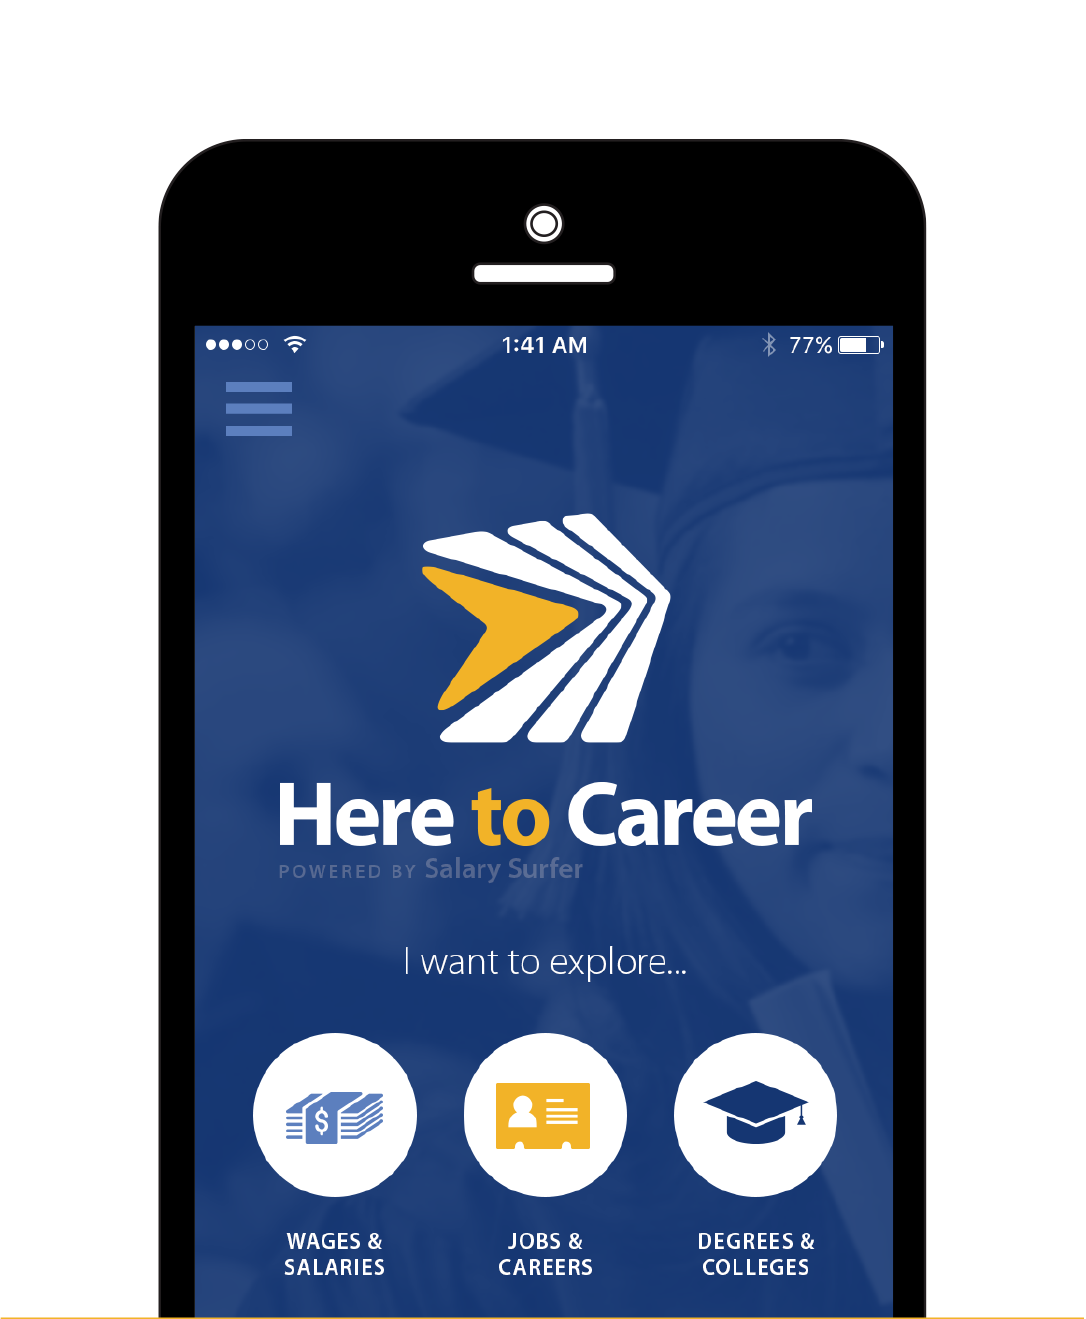 1:41 AM 77%
Here to Career
POWERED BY Salary Surfer
I want to explore...
$
WAGES &
SALARIES
JOBS &
CAREERS
DEGREES &
COLLEGES